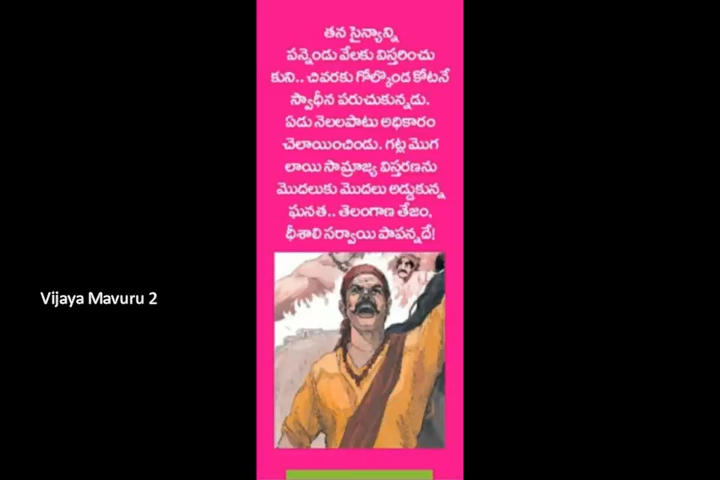 తన సైన్యాన్ని
పన్నెండు వేలకు విస్తరించు
కుని.. చివరకు గోల్కొండ కోటనే
స్వాధీన పరుచుకున్నడు.
ఏడు నెలలపాటు అధికారం
చెలాయించిండు. గట్ల మొగ
లాయి సామ్రాజ్య విస్తరణను
మొదలుకు మొదలు అడ్డుకున్న
ఘనత.. తెలంగాణ తేజం,
ధీశాలి సర్వాయి పాపన్నదే!
Vijaya Mavuru 2